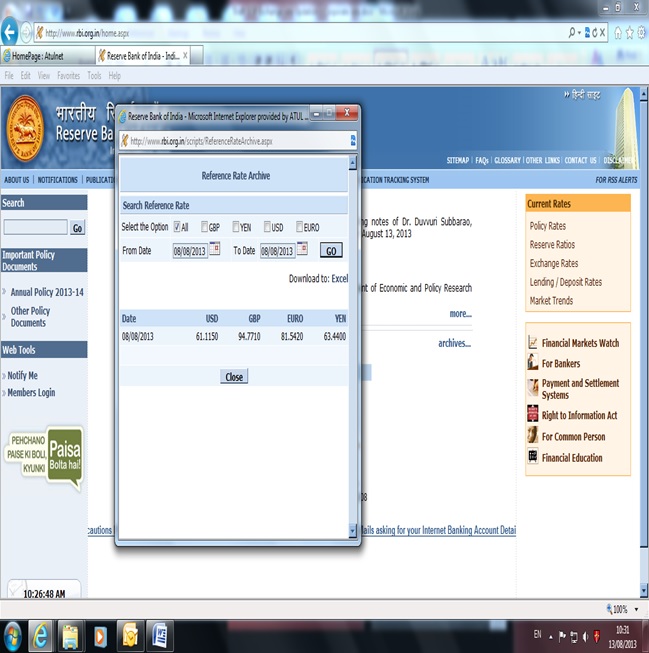 http://www.rbi.org.in/home.aspx
HomePage : Atulnet
Reserve Bank of India - Indi...
File Edit View Favorites Tools Help
भारतीय रि
Reserve Ba
हिन्दी साइट
SITEMAP | FAQs | GLOSSARY | OTHER LINKS | CONTACT US | DISCLAIMER
ABOUT US | NOTIFICATIONS | PUBLICATI
ICATION TRACKING SYSTEM
FOR RSS ALERTS
Search
Go
Important Policy
Documents
Annual Policy 2013-14
Other Policy
Documents
Web Tools
Notify Me
Members Login
PEHCHANO
PAISE KI BOLI,
KYUNKI
Paisa
Bolta hai!
10:26:48 AM
Reserve Bank of India - Microsoft Internet Explorer provided by ATUL ...
http://www.rbi.org.in/scripts/ReferenceRateArchive.aspx
Reference Rate Archive
Search Reference Rate
Select the Option All GBP YEN USD EURO
From Date 08/08/2013 To Date 08/08/2013 GO
Download to: Excel
Date USD GBP EURO YEN
08/08/2013 61.1150 94.7710 81.5420 63.4400
Close
ng notes of Dr. Duvvuri Subbarao,
August 13, 2013
nt of Economic and Policy Research
more...
archives...
08
cautions
Mails asking for your Internet Banking Account Detai
Current Rates
Policy Rates
Reserve Ratios
Exchange Rates
Lending / Deposit Rates
Market Trends
Financial Markets Watch
For Bankers
Payment and Settlement
Systems
Right to Information Act
For Common Person
Financial Education
100%
EN
10:31
13/08/2013